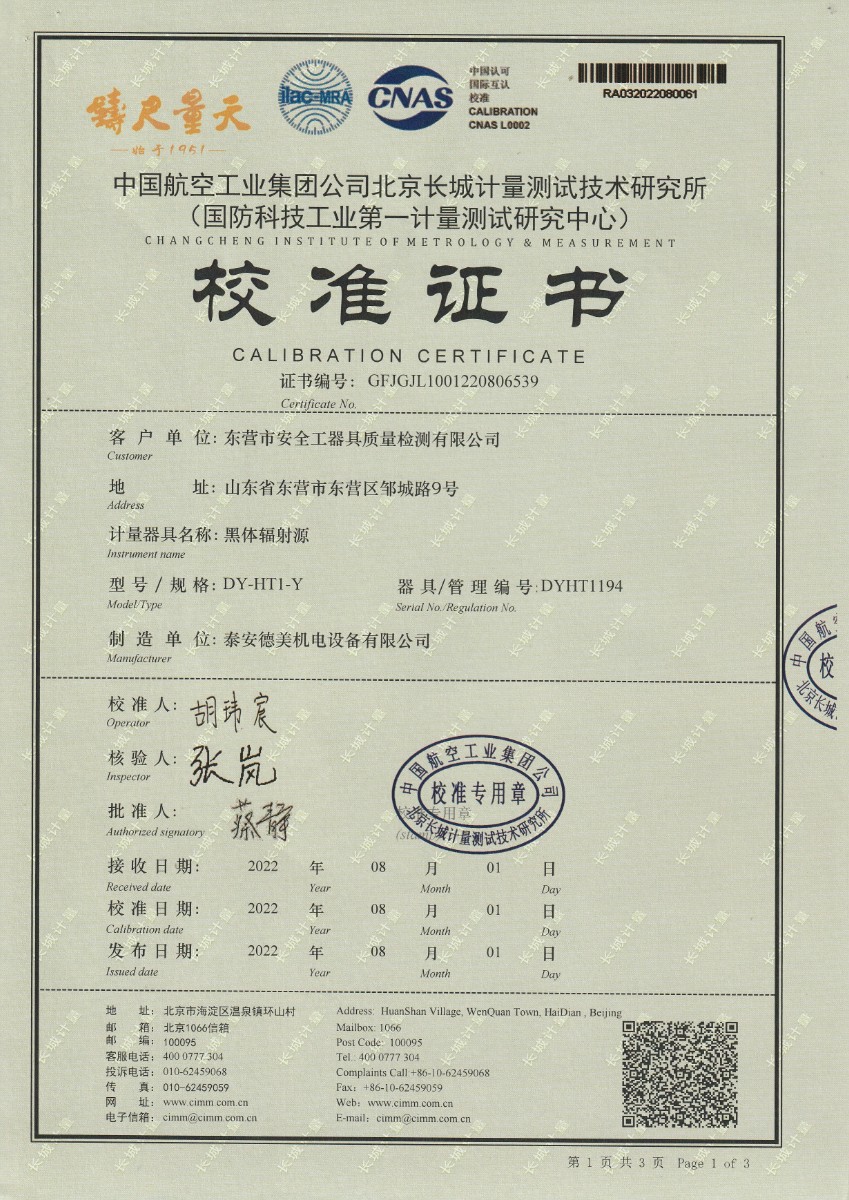 鑄尺量天
始于1951
ilac-MRA
CNAS
中国认可
国际互认
校准
CALIBRATION
CNAS L0002
RA032022080061
中国航空工业集团公司北京长城计量测试技术研究所
（国防科技工业第一计量测试研究中心）
CHANGCHENG INSTITUTE OF METROLOGY & MEASUREMENT
校准证书
CALIBRATION CERTIFICATE
证书编号: GFJGJL1001220806539
Certificate No.
客户单位: 东营市安全工器具质量检测有限公司
Customer
地址: 山东省东营市东营区邹城路9号
Address
计量器具名称: 黑体辐射源
Instrument name
型号/规格: DY-HT1-Y 器具/管理编号: DYHT1194
Model/Type Serial No./Regulation No.
制造单位: 泰安德美机电设备有限公司
Manufacturer
校准人: 胡玮宸
Operator
核验人: 张岚
Inspector
批准人: 蔡静
Authorized signatory
中国航空工业集团公司
校准专用章
北京长城计量测试技术研究所
接收日期: 2022 年 08 月 01 日
Received date Year Month Day
校准日期: 2022 年 08 月 01 日
Calibration date Year Month Day
发布日期: 2022 年 08 月 01 日
Issued date Year Month Day
地址: 北京市海淀区温泉镇环山村 Address: HuanShan Village, WenQuan Town, HaiDian , Beijing
邮箱: 北京1066信箱 Mailbox: 1066
邮编: 100095 Post Code: 100095
客服电话: 400 0777 304 Tel. 400 0777 304
投诉电话: 010-62459068 Complaints Call +86-10-62459068
传真: 010-62459059 Fax: +86-10-62459059
网址: www.cimm.com.cn Web: www.cimm.com.cn
电子信箱: cimm@cimm.com.cn E-mail: cimm@cimm.com.cn
第 1 页 共 3 页 Page 1 of 3
长城计量